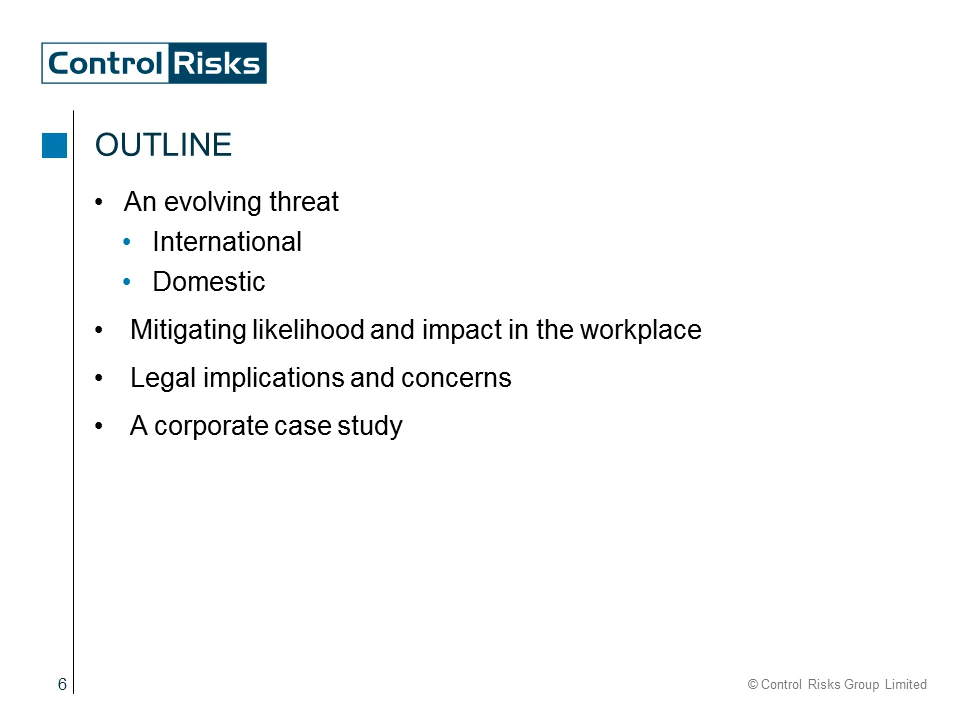 Control Risks
OUTLINE
• An evolving threat
• International
• Domestic
• Mitigating likelihood and impact in the workplace
• Legal implications and concerns
• A corporate case study
6
© Control Risks Group Limited